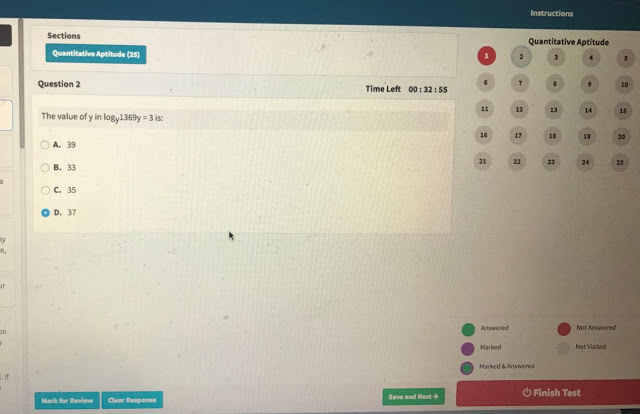 Instructions
Sections
Quantitative Aptitude (25)
Question 2
Time Left 00:32:55
The value of y in logy1369y = 3 is:
A. 39
B. 33
C. 35
D. 37
Mark for Review
Clear Response
Save and Next →
Quantitative Aptitude
1 2 3 4 5
6 7 8 9 10
11 12 13 14 15
16 17 18 19 20
21 22 23 24 25
Answered
Not Answered
Marked
Not Visited
Marked & Answered
Finish Test